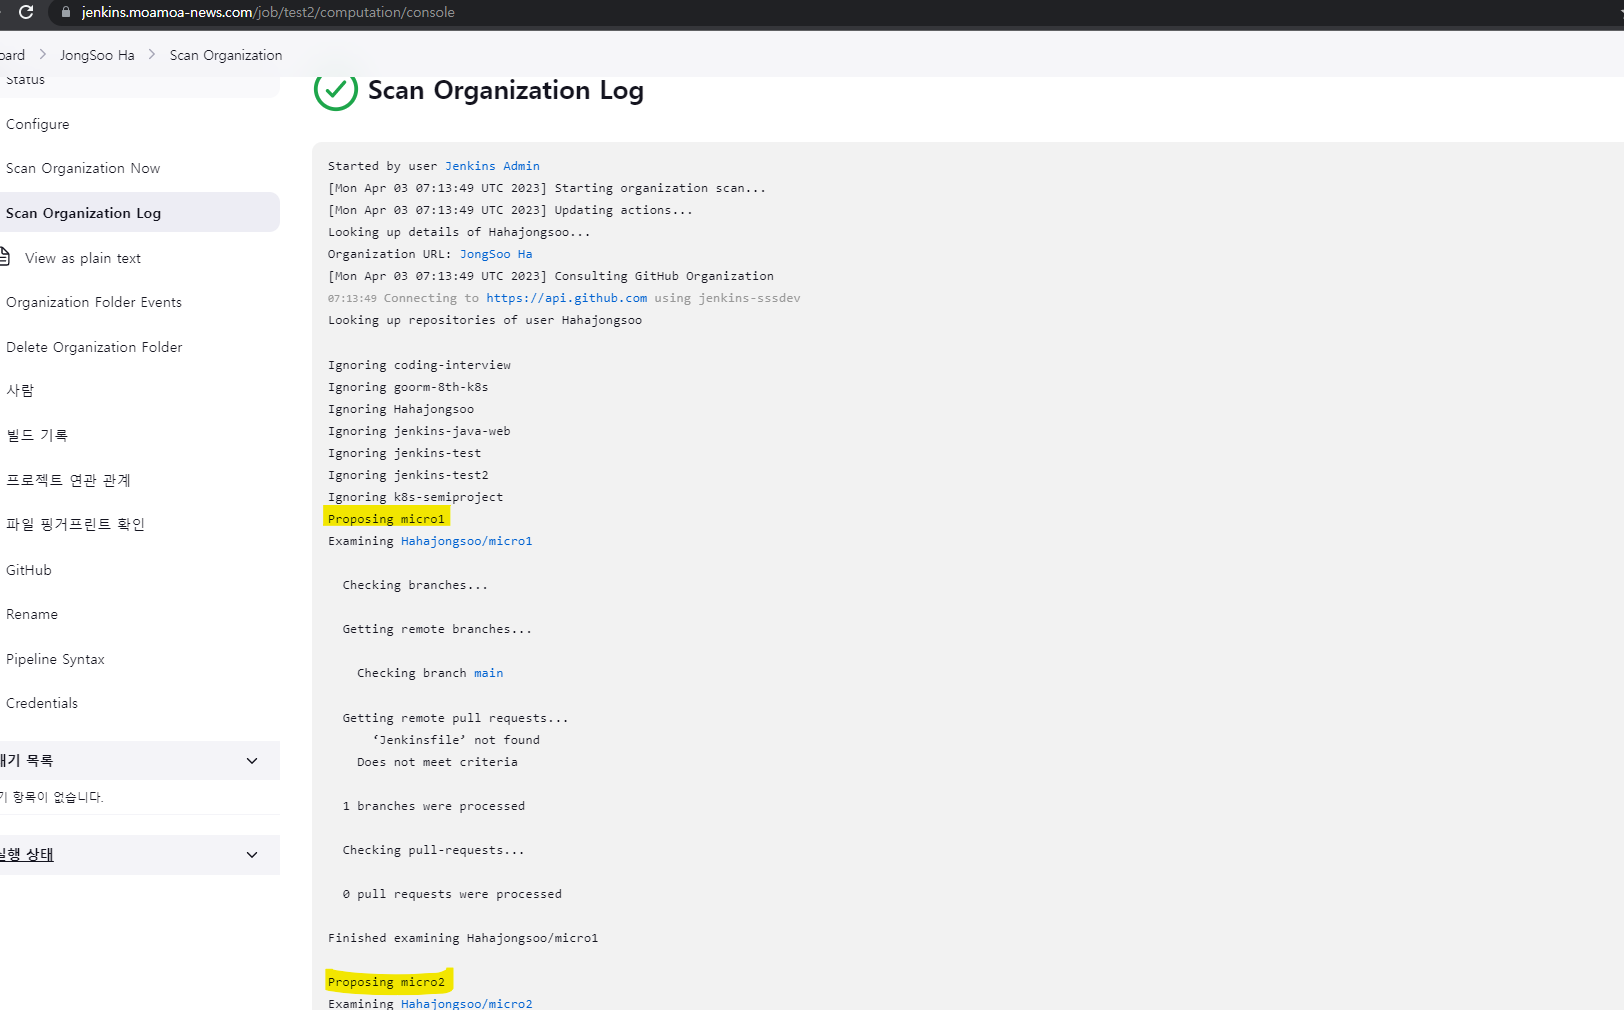 jenkins.moamoa-news.com/job/test2/computation/console
oard > JongSoo Ha > Scan Organization
Status
Configure
Scan Organization Now
Scan Organization Log
View as plain text
Organization Folder Events
Delete Organization Folder
사람
빌드 기록
프로젝트 연관 관계
파일 핑거프린트 확인
GitHub
Rename
Pipeline Syntax
Credentials
대기 목록
기 항목이 없습니다.
실행 상태
Scan Organization Log
Started by user Jenkins Admin
[Mon Apr 03 07:13:49 UTC 2023] Starting organization scan...
[Mon Apr 03 07:13:49 UTC 2023] Updating actions...
Looking up details of Hahajongsoo...
Organization URL: JongSoo Ha
[Mon Apr 03 07:13:49 UTC 2023] Consulting GitHub Organization
07:13:49 Connecting to https://api.github.com using jenkins-sssdev
Looking up repositories of user Hahajongsoo
Ignoring coding-interview
Ignoring goorm-8th-k8s
Ignoring Hahajongsoo
Ignoring jenkins-java-web
Ignoring jenkins-test
Ignoring jenkins-test2
Ignoring k8s-semiproject
Proposing micro1
Examining Hahajongsoo/micro1
Checking branches...
Getting remote branches...
Checking branch main
Getting remote pull requests...
‘Jenkinsfile’ not found
Does not meet criteria
1 branches were processed
Checking pull-requests...
0 pull requests were processed
Finished examining Hahajongsoo/micro1
Proposing micro2
Examining Hahajongsoo/micro2